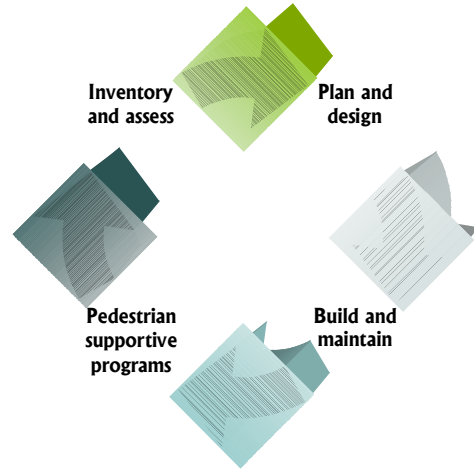 Inventory
and assess
Plan and
design
Pedestrian
supportive
programs
Build and
maintain